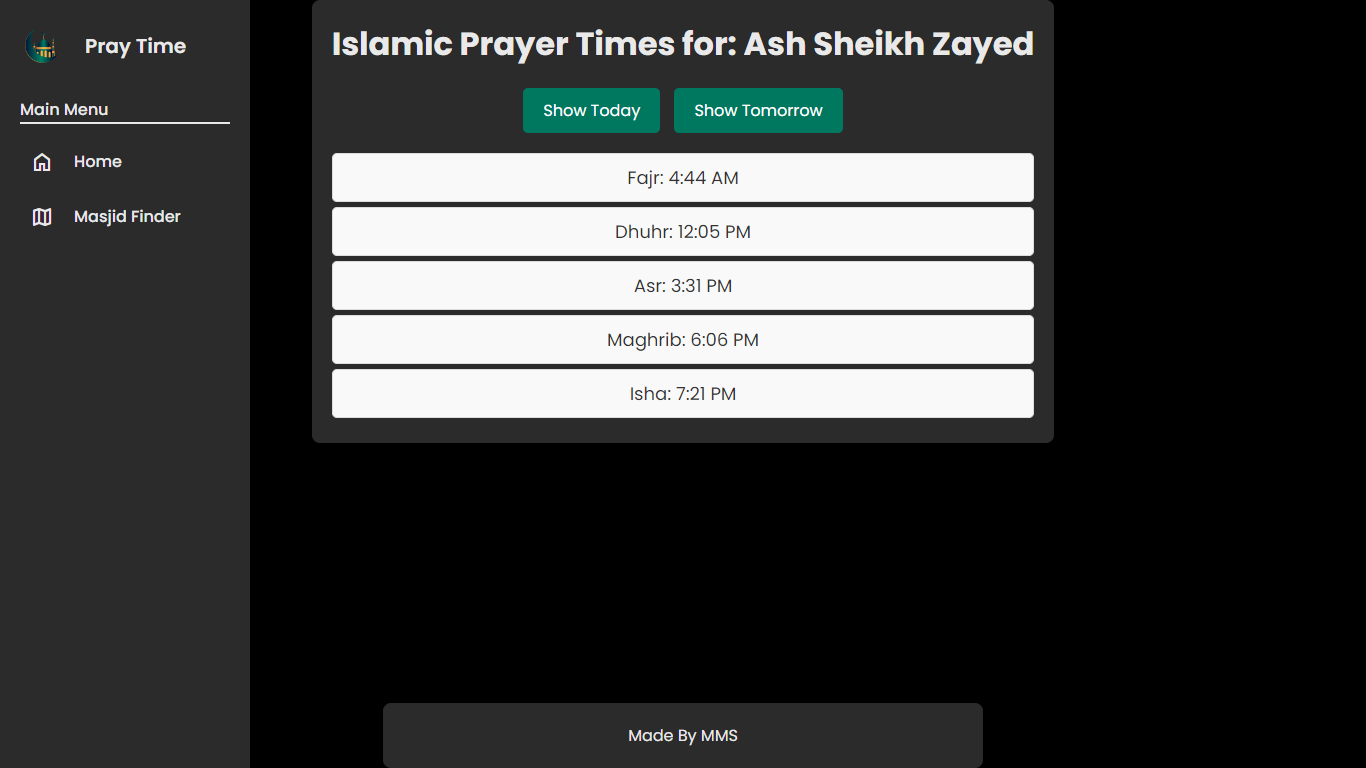 Pray Time
Main Menu
Home
Masjid Finder
Islamic Prayer Times for: Ash Sheikh Zayed
Show Today
Show Tomorrow
Fajr: 4:44 AM
Dhuhr: 12:05 PM
Asr: 3:31 PM
Maghrib: 6:06 PM
Isha: 7:21 PM
Made By MMS